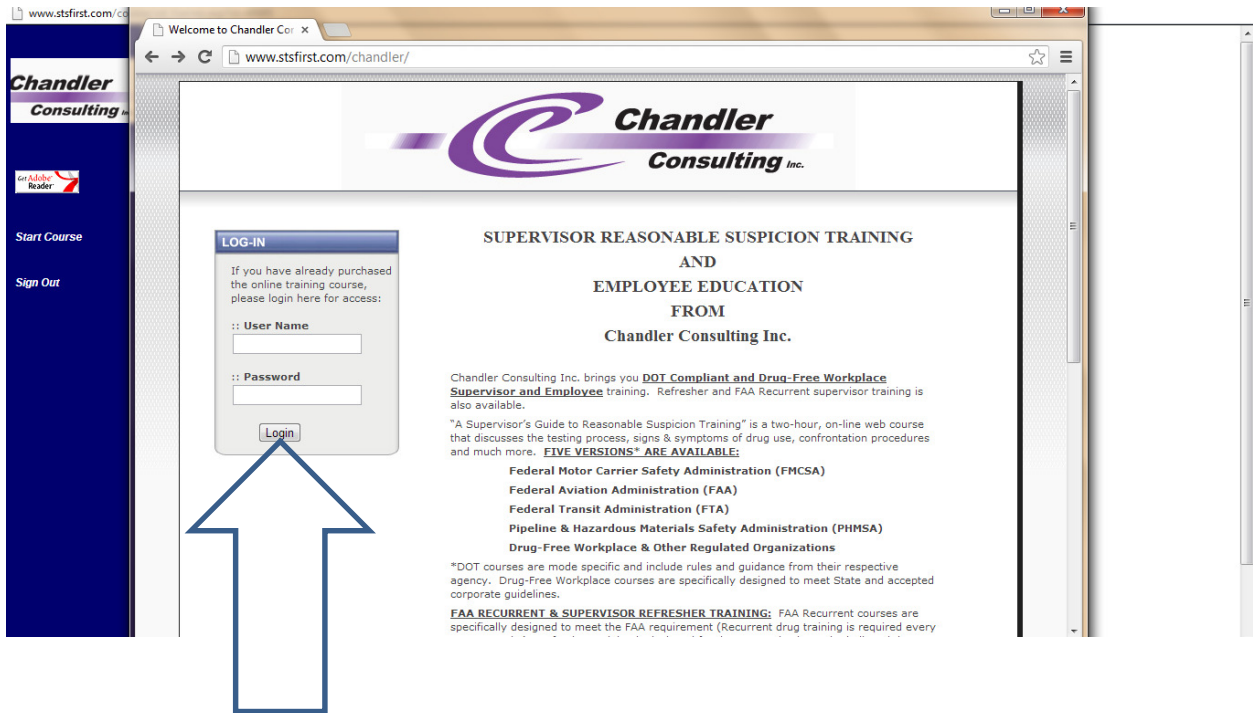 www.stsfirst.com/co
Welcome to Chandler Cor
www.stsfirst.com/chandler/
Chandler
Consulting
Get Adobe
Reader
Start Course
Sign Out
Chandler
Consulting Inc.
LOG-IN
If you have already purchased
the online training course,
please login here for access:
:: User Name
:: Password
Login
SUPERVISOR REASONABLE SUSPICION TRAINING
AND
EMPLOYEE EDUCATION
FROM
Chandler Consulting Inc.
Chandler Consulting Inc. brings you DOT Compliant and Drug-Free Workplace
Supervisor and Employee training. Refresher and FAA Recurrent supervisor training is
also available.
"A Supervisor's Guide to Reasonable Suspicion Training" is a two-hour, on-line web course
that discusses the testing process, signs & symptoms of drug use, confrontation procedures
and much more. FIVE VERSIONS* ARE AVAILABLE:
Federal Motor Carrier Safety Administration (FMCSA)
Federal Aviation Administration (FAA)
Federal Transit Administration (FTA)
Pipeline & Hazardous Materials Safety Administration (PHMSA)
Drug-Free Workplace & Other Regulated Organizations
*DOT courses are mode specific and include rules and guidance from their respective
agency. Drug-Free Workplace courses are specifically designed to meet State and accepted
corporate guidelines.
FAA RECURRENT & SUPERVISOR REFRESHER TRAINING: FAA Recurrent courses are
specifically designed to meet the FAA requirement (Recurrent drug training is required every